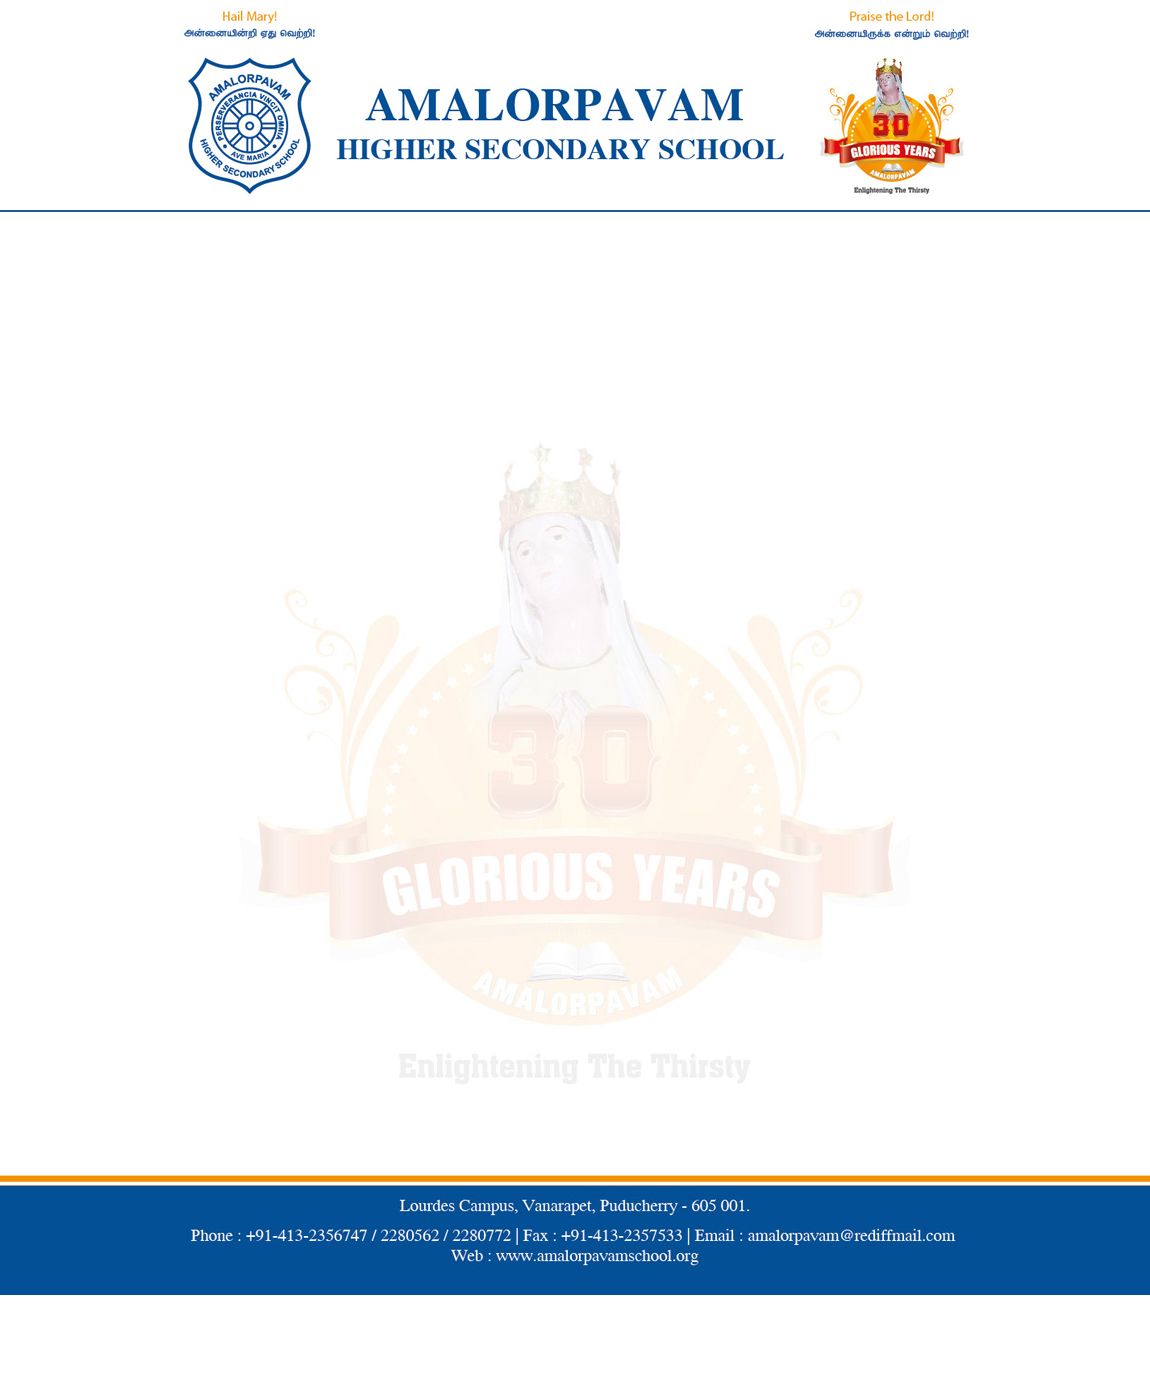 Hail Mary!
அன்னையின்றி ஏது வெற்றி!
Praise the Lord!
அன்னையிருக்க என்றும் வெற்றி!
AMALORPAVAM
PERSERVERANCIA VINCIT OMNIA
AVE MARIA
HIGHER SECONDARY SCHOOL
AMALORPAVAM
HIGHER SECONDARY SCHOOL
30
GLORIOUS YEARS
AMALORPAVAM
Enlightening The Thirsty
30
GLORIOUS YEARS
AMALORPAVAM
Enlightening The Thirsty
Lourdes Campus, Vanarapet, Puducherry - 605 001.
Phone : +91-413-2356747 / 2280562 / 2280772 | Fax : +91-413-2357533 | Email : amalorpavam@rediffmail.com
Web : www.amalorpavamschool.org